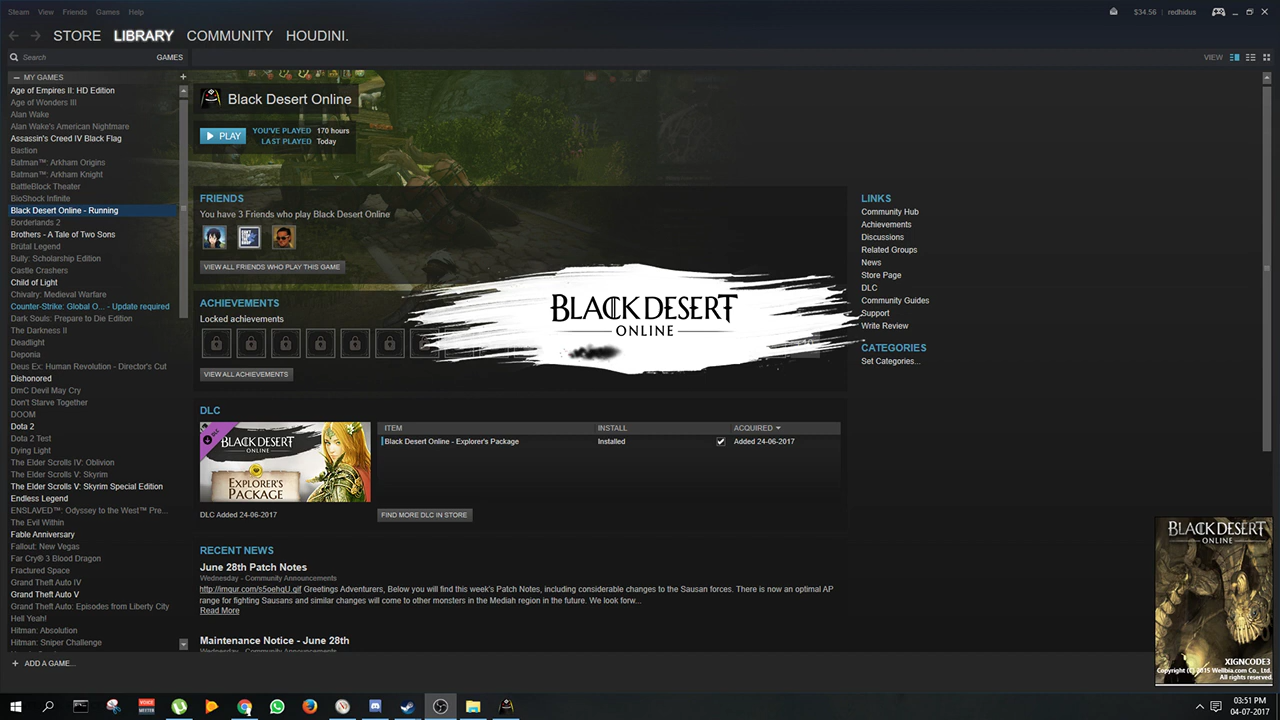 Steam View Friends Games Help
$34.56 redhidus
STORE LIBRARY COMMUNITY HOUDINI.
Search GAMES
VIEW
MY GAMES
Age of Empires II: HD Edition
Age of Wonders III
Alan Wake
Alan Wake's American Nightmare
Assassin's Creed IV Black Flag
Bastion
Batman™: Arkham Origins
Batman™: Arkham Knight
BattleBlock Theater
BioShock Infinite
Black Desert Online - Running
Borderlands 2
Brothers - A Tale of Two Sons
Brütal Legend
Bully: Scholarship Edition
Castle Crashers
Child of Light
Chivalry: Medieval Warfare
Counter-Strike: Global O... - Update required
Dark Souls: Prepare to Die Edition
The Darkness II
Deadlight
Deponia
Deus Ex: Human Revolution - Director's Cut
Dishonored
DmC Devil May Cry
Don't Starve Together
DOOM
Dota 2
Dota 2 Test
Dying Light
The Elder Scrolls IV: Oblivion
The Elder Scrolls V: Skyrim
The Elder Scrolls V: Skyrim Special Edition
Endless Legend
ENSLAVED™: Odyssey to the West™ Pre...
The Evil Within
Fable Anniversary
Fallout: New Vegas
Far Cry® 3 Blood Dragon
Fractured Space
Grand Theft Auto IV
Grand Theft Auto V
Grand Theft Auto: Episodes from Liberty City
Hell Yeah!
Hitman: Absolution
Hitman: Sniper Challenge
+ ADD A GAME...
Black Desert Online
PLAY
YOU'VE PLAYED 170 hours
LAST PLAYED Today
FRIENDS
You have 3 Friends who play Black Desert Online
VIEW ALL FRIENDS WHO PLAY THIS GAME
ACHIEVEMENTS
Locked achievements
VIEW ALL ACHIEVEMENTS
BLACK DESERT
ONLINE
DLC
ITEM INSTALL ACQUIRED
Black Desert Online - Explorer's Package Installed Added 24-06-2017
DLC
BLACK DESERT
ONLINE
EXPLORER'S
PACKAGE
DLC Added 24-06-2017
FIND MORE DLC IN STORE
RECENT NEWS
June 28th Patch Notes
Wednesday - Community Announcements
http://imgur.com/s5oehqU.gif Greetings Adventurers, Below you will find this week's Patch Notes, including considerable changes to the Sausan forces. There is now an optimal AP
range for fighting Sausans and similar changes will come to other monsters in the Mediah region in the future. We look forw...
Read More
Maintenance Notice - June 28th
Wednesday - Community Announcements
LINKS
Community Hub
Achievements
Discussions
Related Groups
News
Store Page
DLC
Community Guides
Support
Write Review
CATEGORIES
Set Categories...
BLACK DESERT
ONLINE
XIGNCODE3
Copyright (C) 2015 Wellbia.com Co., Ltd.
All rights reserved.
VOICE
MEETER
03:51 PM
04-07-2017